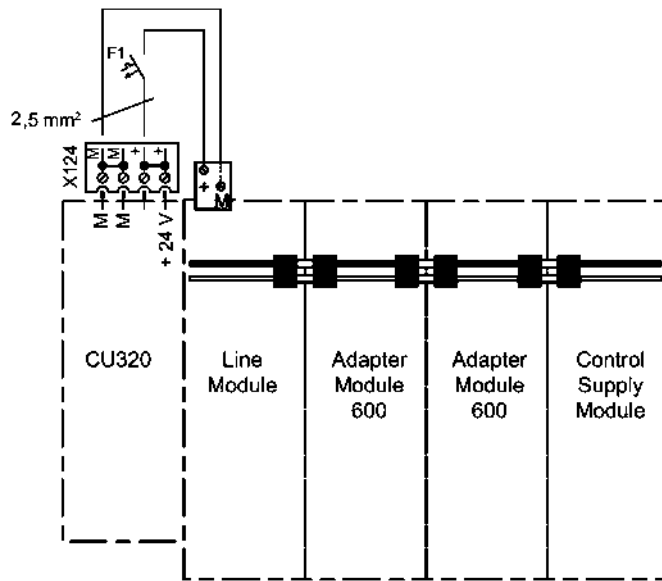 F1
2,5 mm²
X124
M M + +
+ M
M M + 24 V
CU320
Line
Module
Adapter
Module
600
Adapter
Module
600
Control
Supply
Module